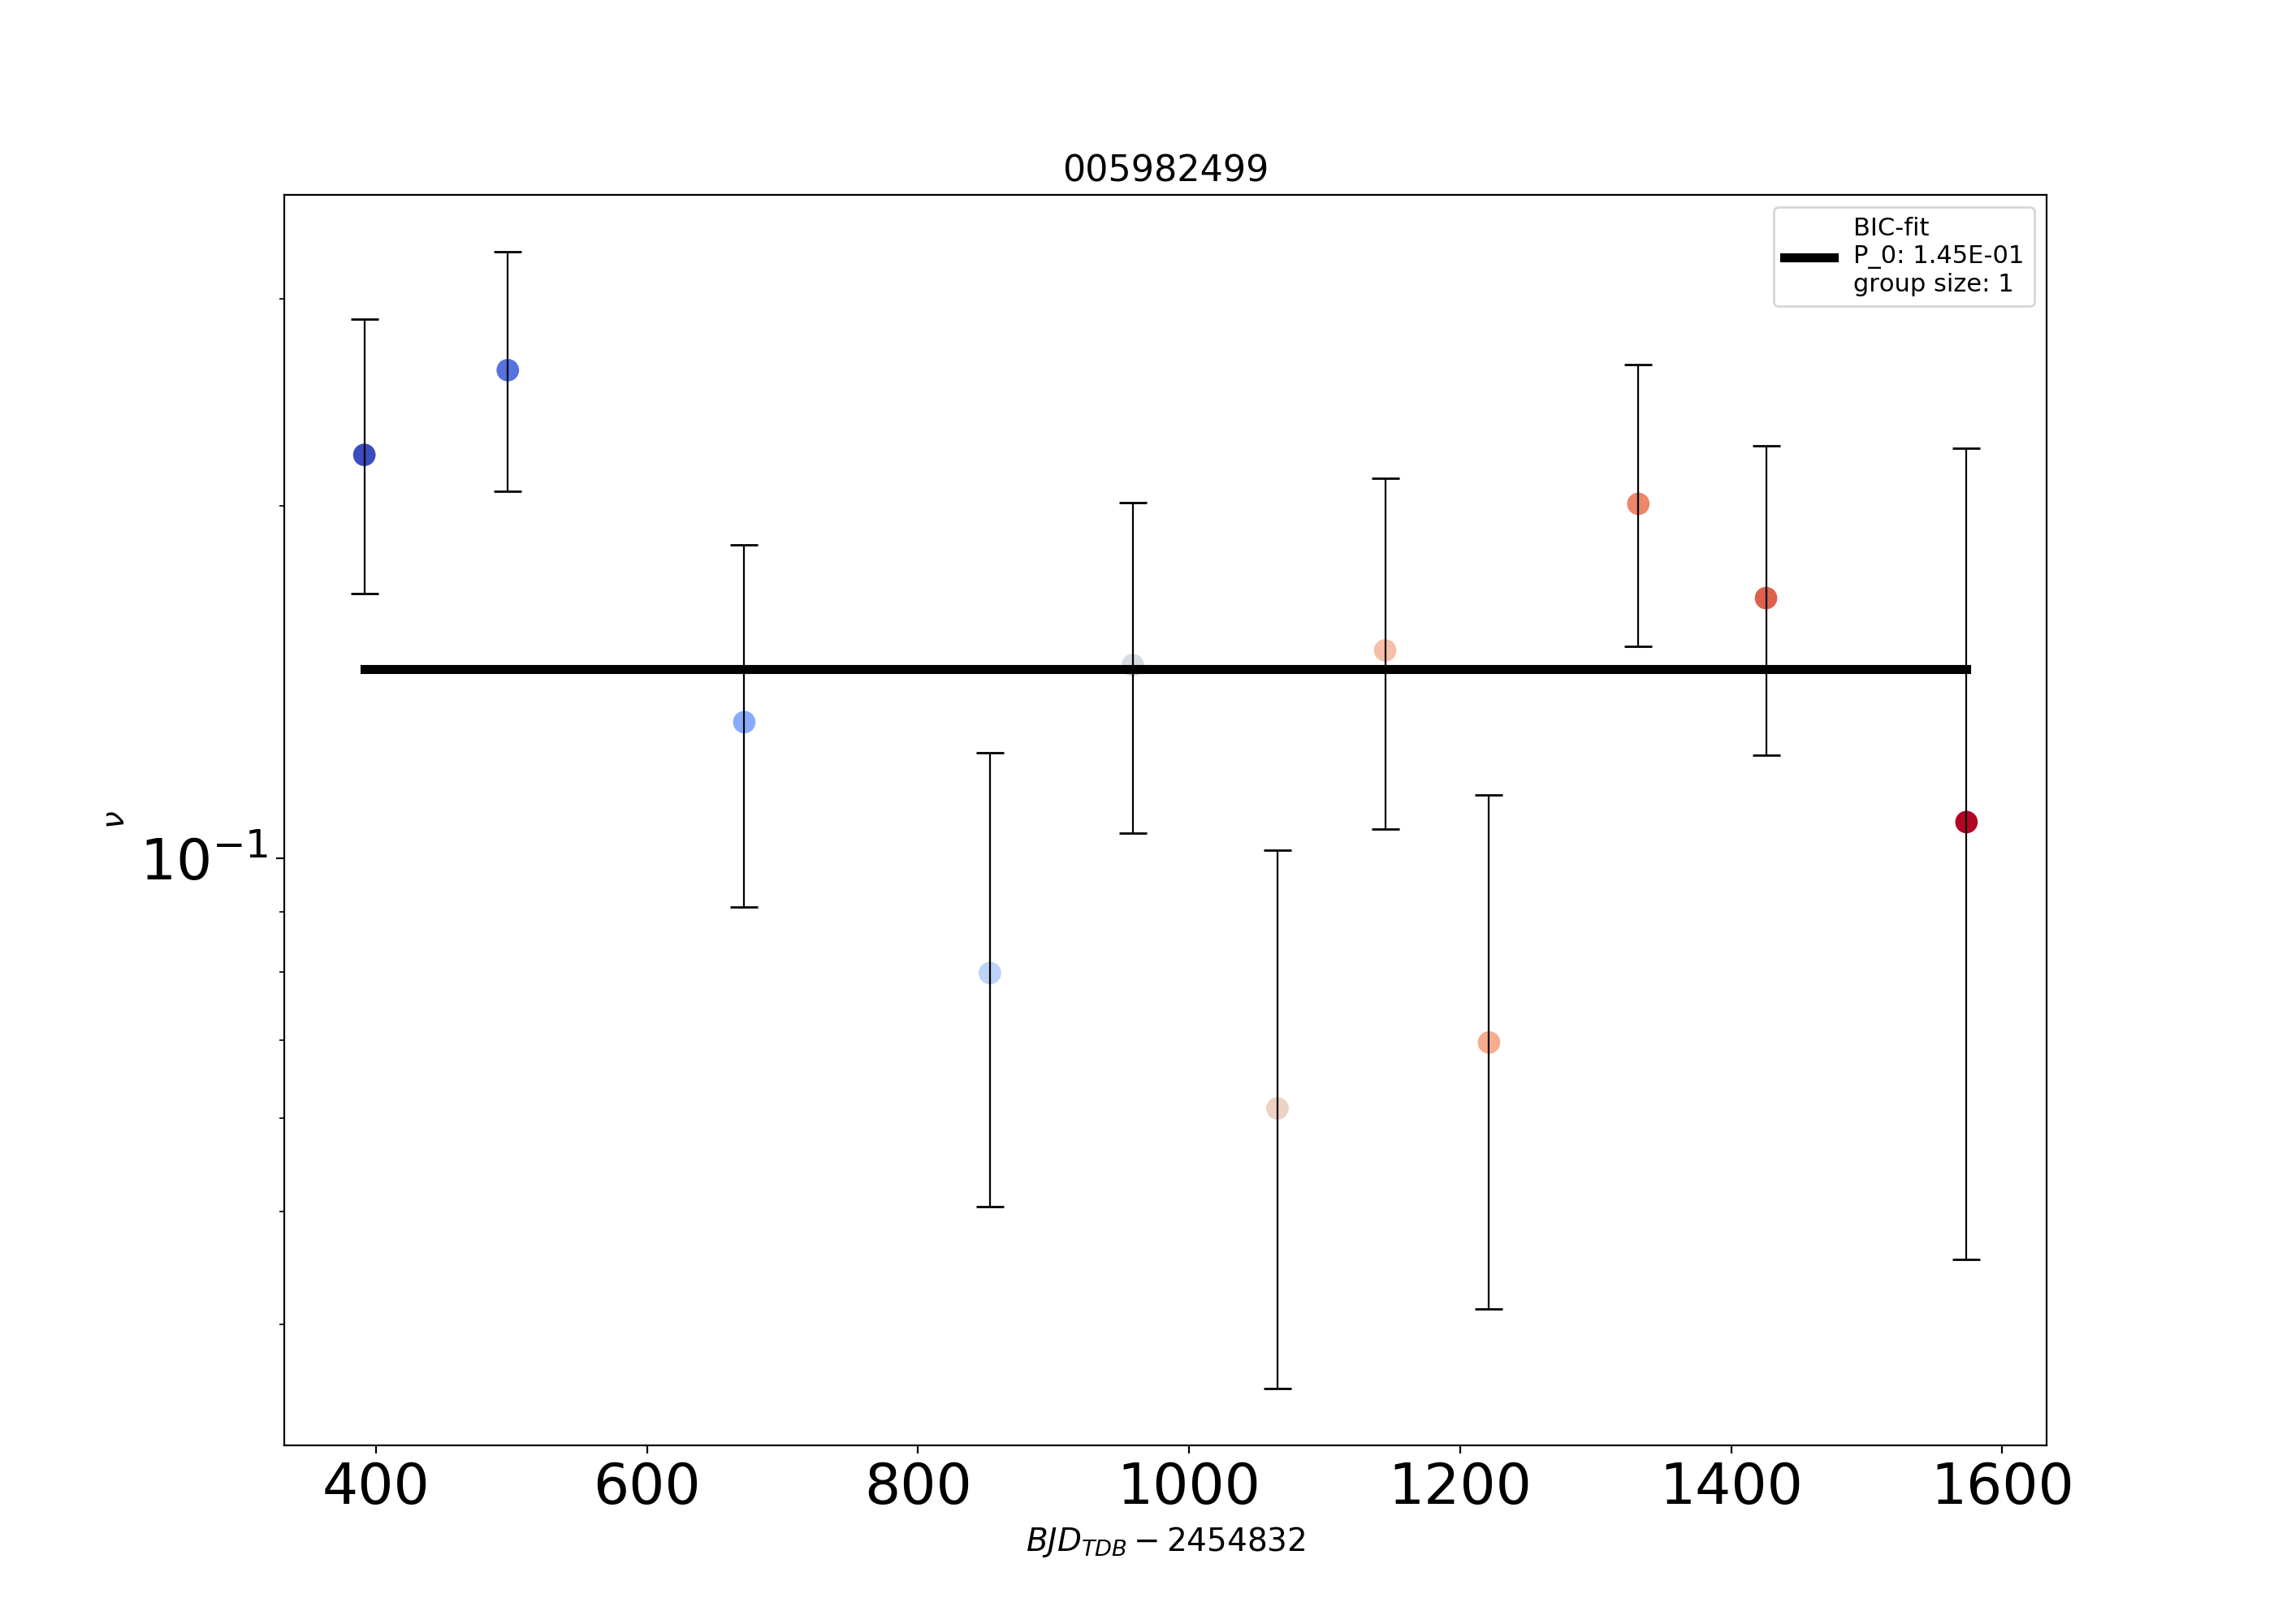 005982499
BIC-fit
P_0: 1.45E-01
group size: 1
ν
10⁻¹
400 600 800 1000 1200 1400 1600
BJD_TDB − 2454832